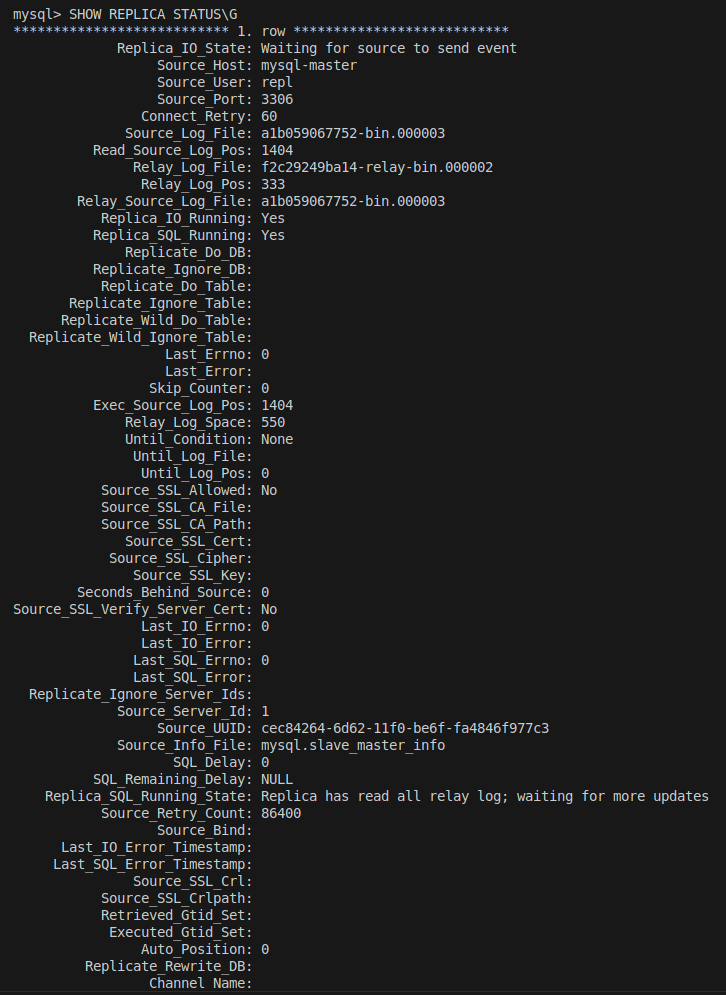 mysql> SHOW REPLICA STATUS\G
*************************** 1. row ***************************
Replica_IO_State: Waiting for source to send event
Source_Host: mysql-master
Source_User: repl
Source_Port: 3306
Connect_Retry: 60
Source_Log_File: a1b059067752-bin.000003
Read_Source_Log_Pos: 1404
Relay_Log_File: f2c29249ba14-relay-bin.000002
Relay_Log_Pos: 333
Relay_Source_Log_File: a1b059067752-bin.000003
Replica_IO_Running: Yes
Replica_SQL_Running: Yes
Replicate_Do_DB:
Replicate_Ignore_DB:
Replicate_Do_Table:
Replicate_Ignore_Table:
Replicate_Wild_Do_Table:
Replicate_Wild_Ignore_Table:
Last_Errno: 0
Last_Error:
Skip_Counter: 0
Exec_Source_Log_Pos: 1404
Relay_Log_Space: 550
Until_Condition: None
Until_Log_File:
Until_Log_Pos: 0
Source_SSL_Allowed: No
Source_SSL_CA_File:
Source_SSL_CA_Path:
Source_SSL_Cert:
Source_SSL_Cipher:
Source_SSL_Key:
Seconds_Behind_Source: 0
Source_SSL_Verify_Server_Cert: No
Last_IO_Errno: 0
Last_IO_Error:
Last_SQL_Errno: 0
Last_SQL_Error:
Replicate_Ignore_Server_Ids:
Source_Server_Id: 1
Source_UUID: cec84264-6d62-11f0-be6f-fa4846f977c3
Source_Info_File: mysql.slave_master_info
SQL_Delay: 0
SQL_Remaining_Delay: NULL
Replica_SQL_Running_State: Replica has read all relay log; waiting for more updates
Source_Retry_Count: 86400
Source_Bind:
Last_IO_Error_Timestamp:
Last_SQL_Error_Timestamp:
Source_SSL_Crl:
Source_SSL_Crlpath:
Retrieved_Gtid_Set:
Executed_Gtid_Set:
Auto_Position: 0
Replicate_Rewrite_DB:
Channel Name: